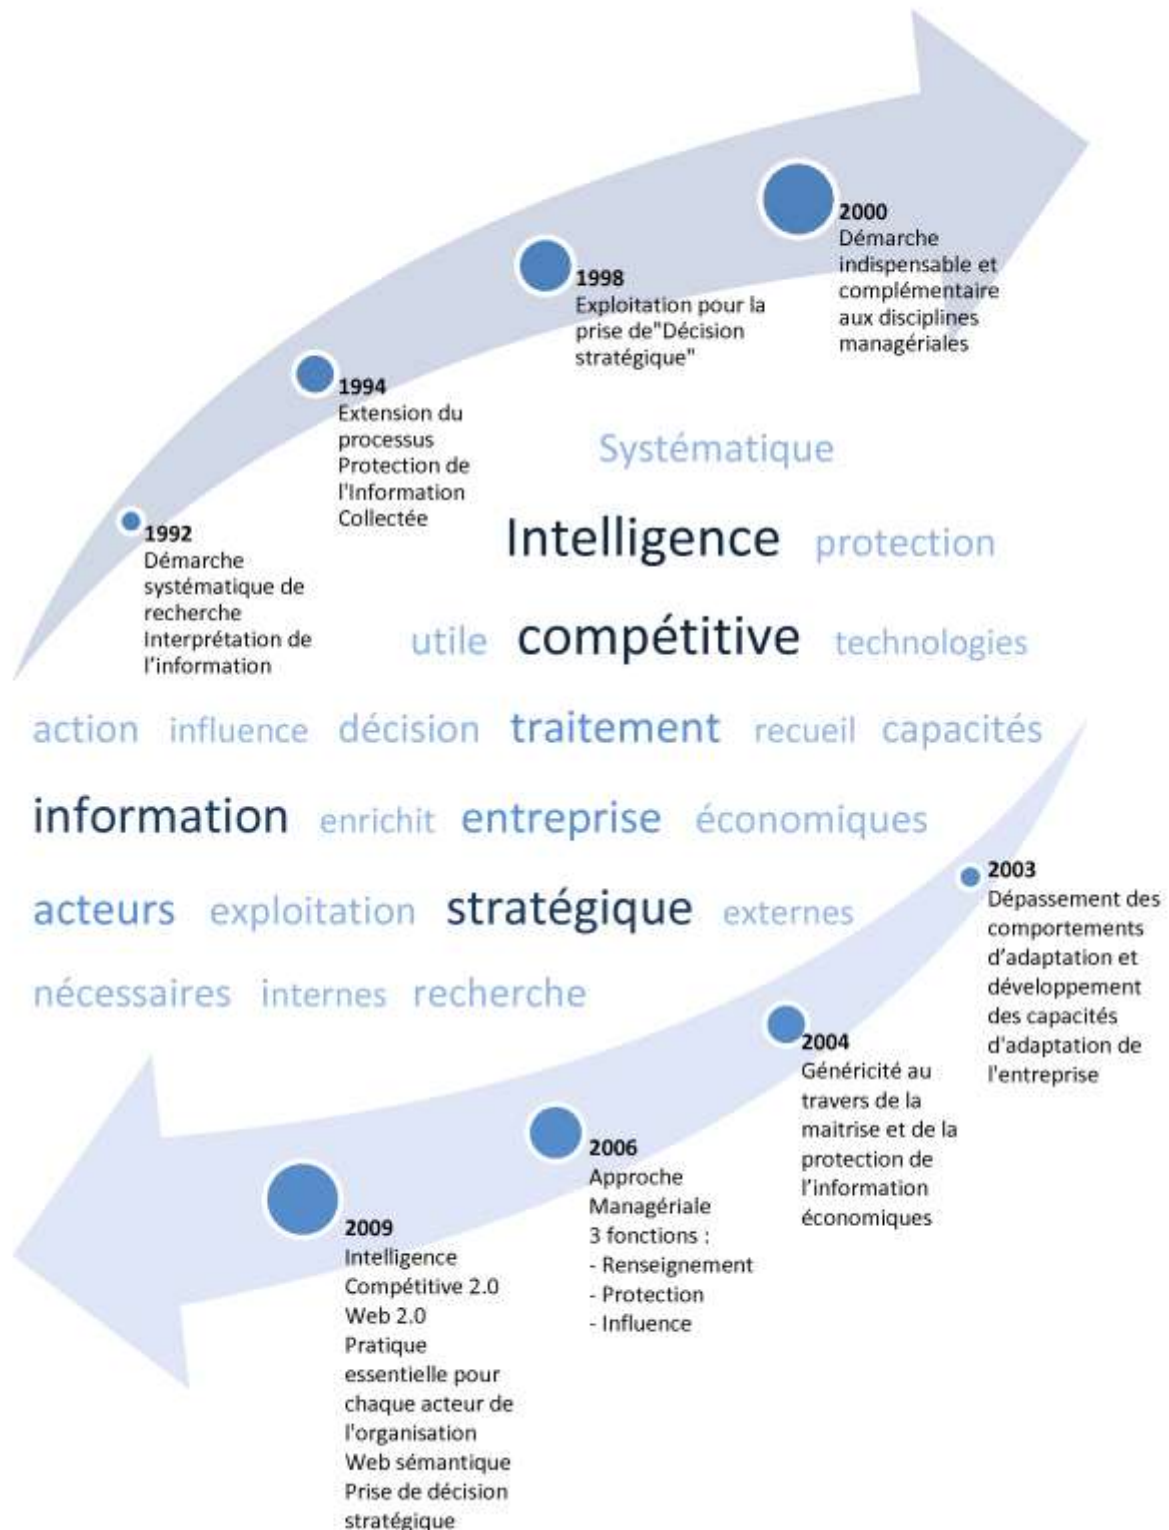 2000
Démarche
indispensable et
complémentaire
aux disciplines
managériales
1998
Exploitation pour la
prise de"Décision
stratégique"
1994
Extension du
processus
Protection de
l'Information
Collectée
1992
Démarche
systématique de
recherche
Interprétation de
l'information
Systématique
Intelligence protection
utile compétitive technologies
action influence décision traitement recueil capacités
information enrichit entreprise économiques
acteurs exploitation stratégique externes
nécessaires internes recherche
2003
Dépassement des
comportements
d'adaptation et
développement
des capacités
d'adaptation de
l'entreprise
2004
Généricité au
travers de la
maitrise et de la
protection de
l'information
économiques
2006
Approche
Managériale
3 fonctions :
- Renseignement
- Protection
- Influence
2009
Intelligence
Compétitive 2.0
Web 2.0
Pratique
essentielle pour
chaque acteur de
l'organisation
Web sémantique
Prise de décision
stratégique